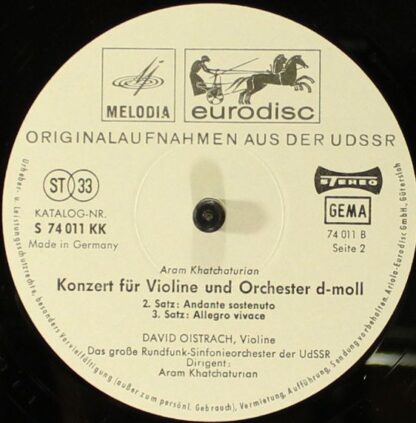 MELODIA
eurodisc
ORIGINALAUFNAHMEN AUS DER UDSSR
ST 33
STEREO
KATALOG-NR.
S 74 011 KK
Made in Germany
GEMA
74 011 B
Seite 2
Aram Khatchaturian
Konzert für Violine und Orchester d-moll
2. Satz: Andante sostenuto
3. Satz: Allegro vivace
DAVID OISTRACH, Violine
Das große Rundfunk-Sinfonieorchester der UdSSR
Dirigent:
Aram Khatchaturian
Urheber- u. Leistungsschutzrechte, besonders Vervielfältigung (außer zum persönl. Gebrauch), Vermietung, Aufführung, Sendung vorbehalten. Ariola-Eurodisc GmbH., Gütersloh